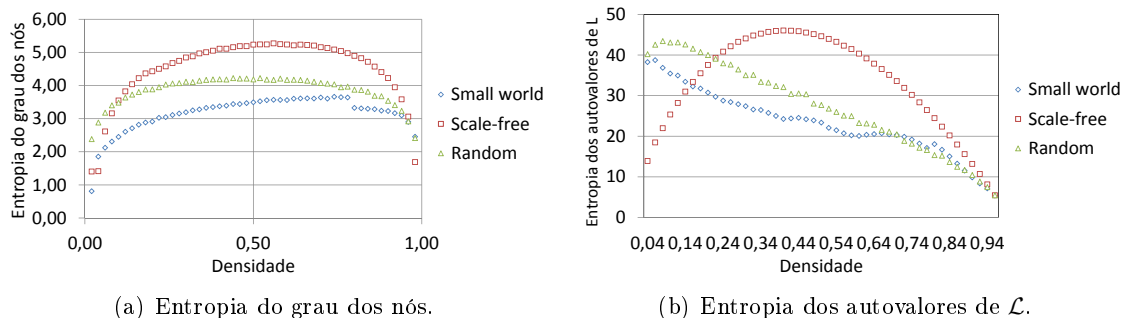 Entropia do grau dos nós
6,00
5,00
4,00
3,00
2,00
1,00
0,00
0,00 0,50 1,00
Densidade
Small world
Scale-free
Random
(a) Entropia do grau dos nós.
Entropia dos autovalores de L
50
40
30
20
10
0
0,04 0,14 0,24 0,34 0,44 0,54 0,64 0,74 0,84 0,94
Densidade
Small world
Scale-free
Random
(b) Entropia dos autovalores de ℒ.